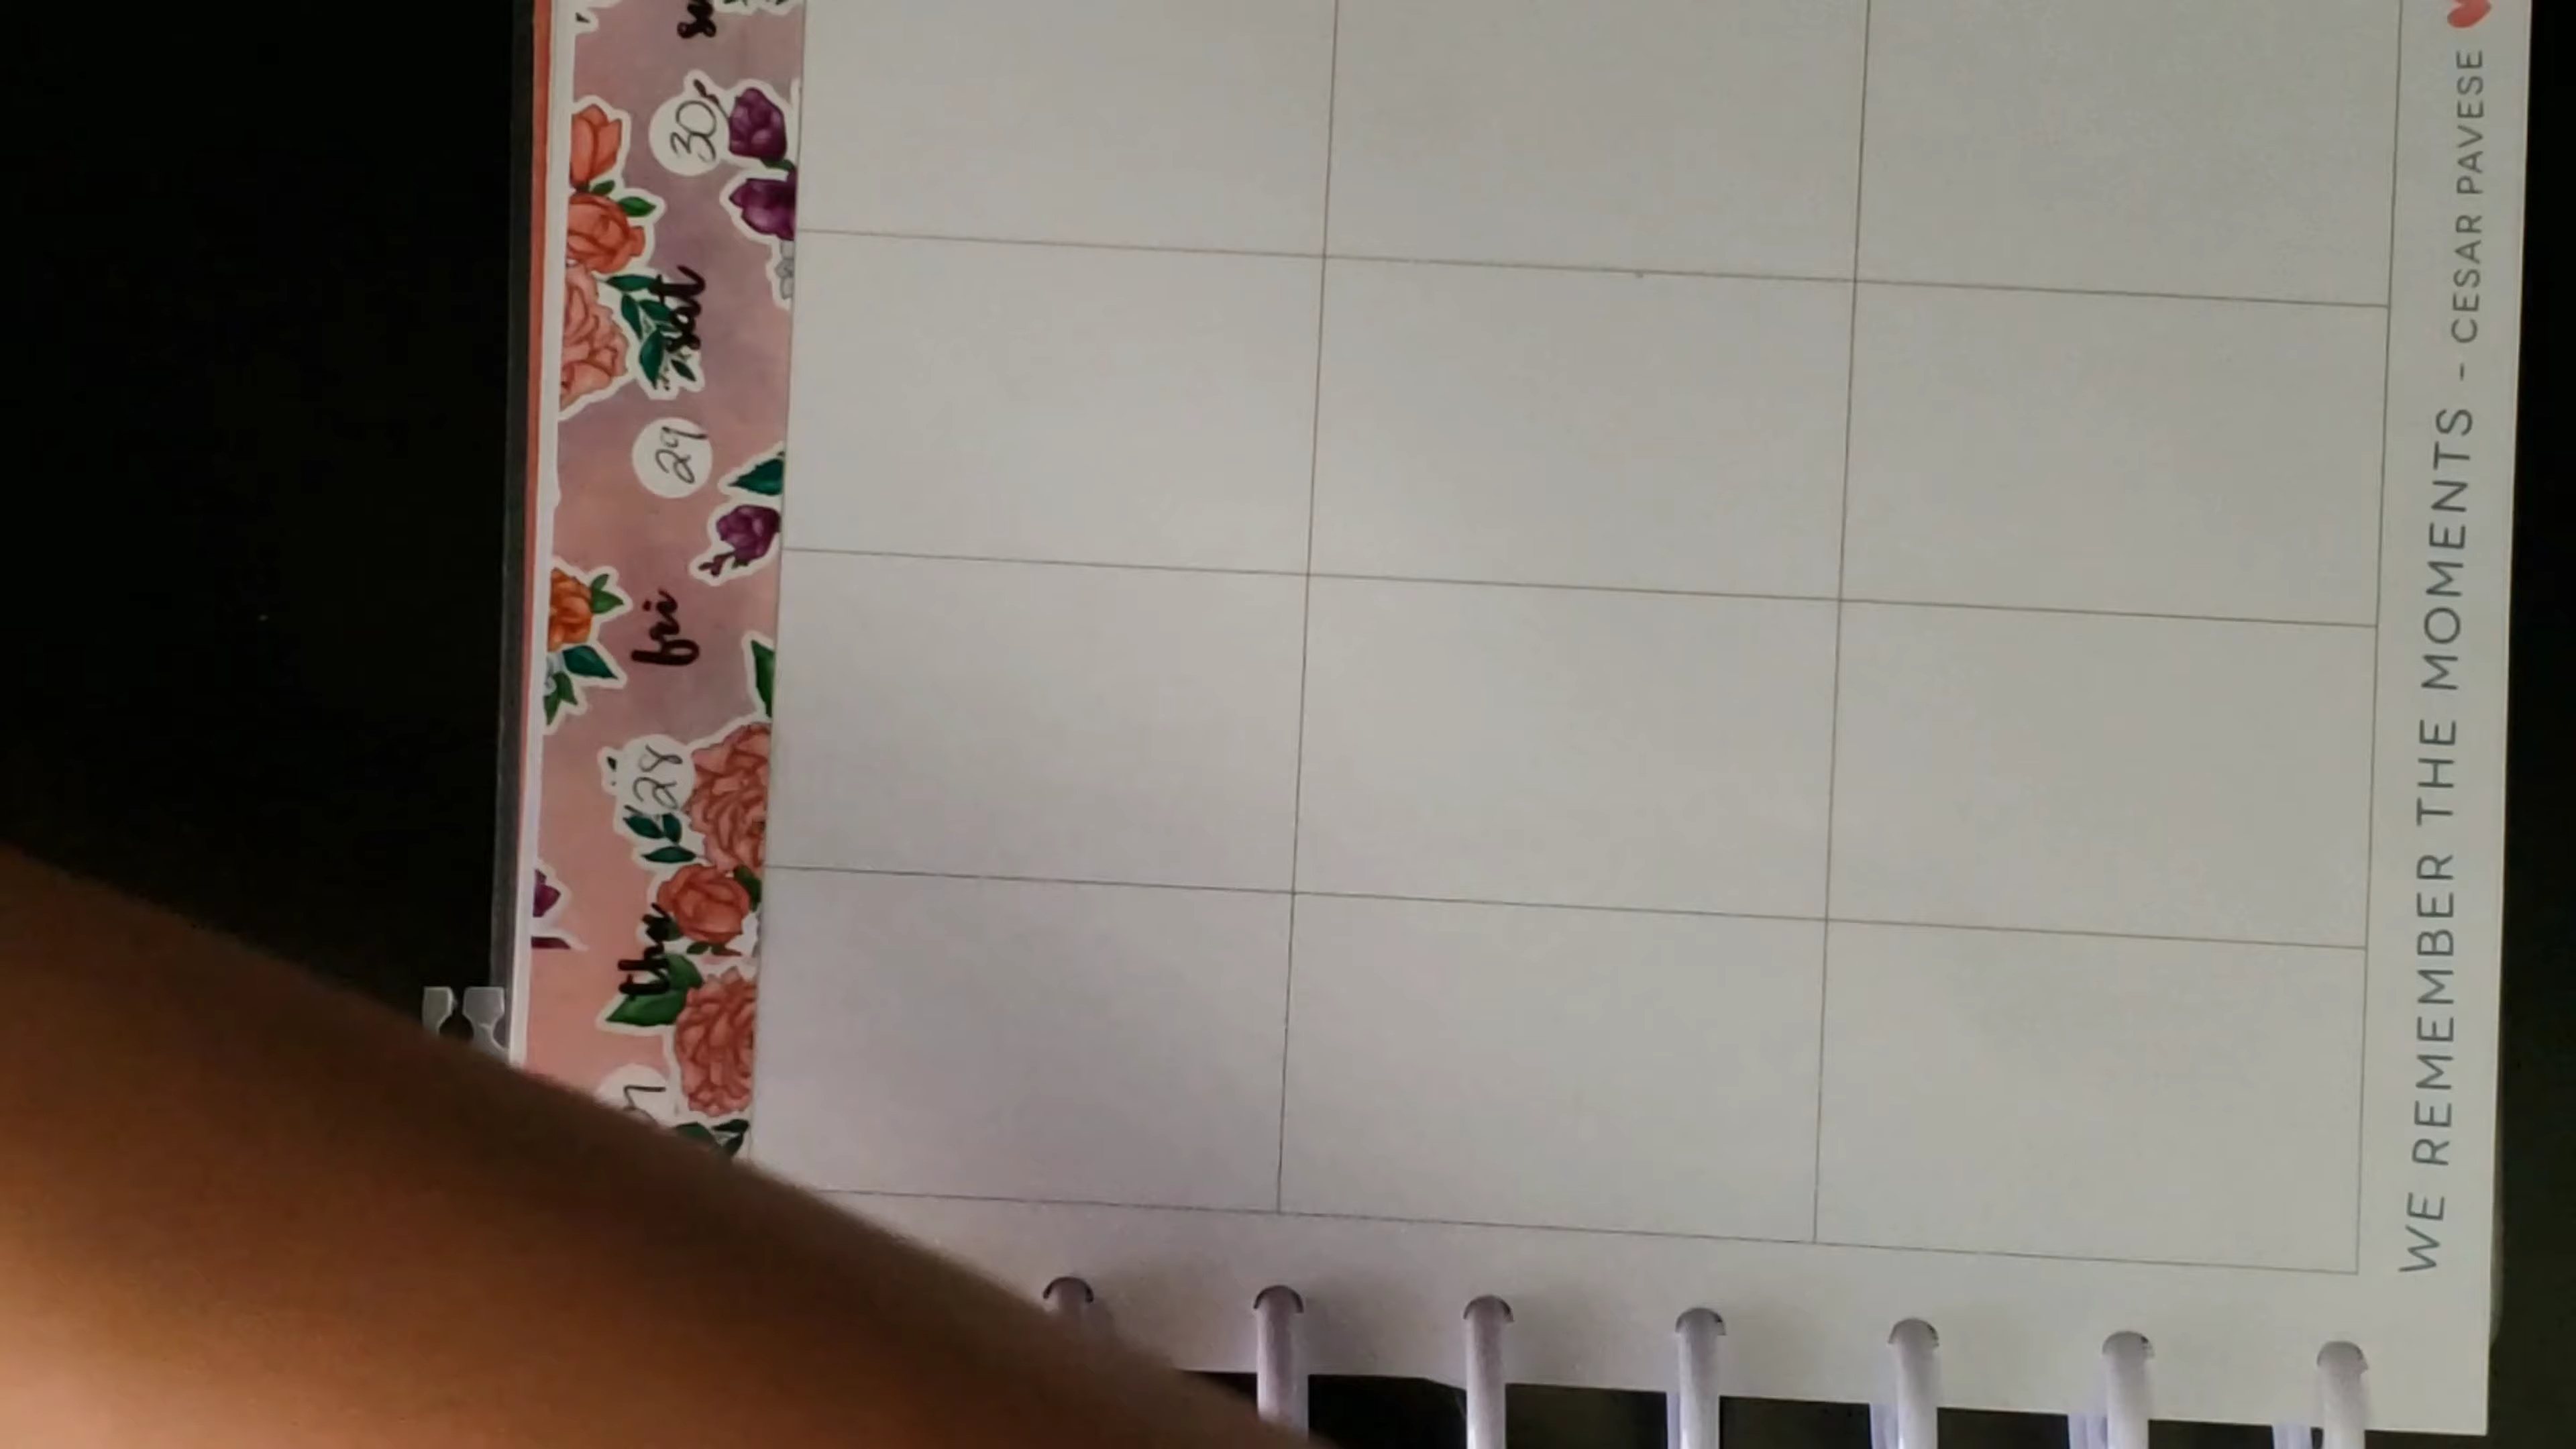 thu
28
fri
29
sat
30
WE REMEMBER THE MOMENTS - CESAR PAVESE